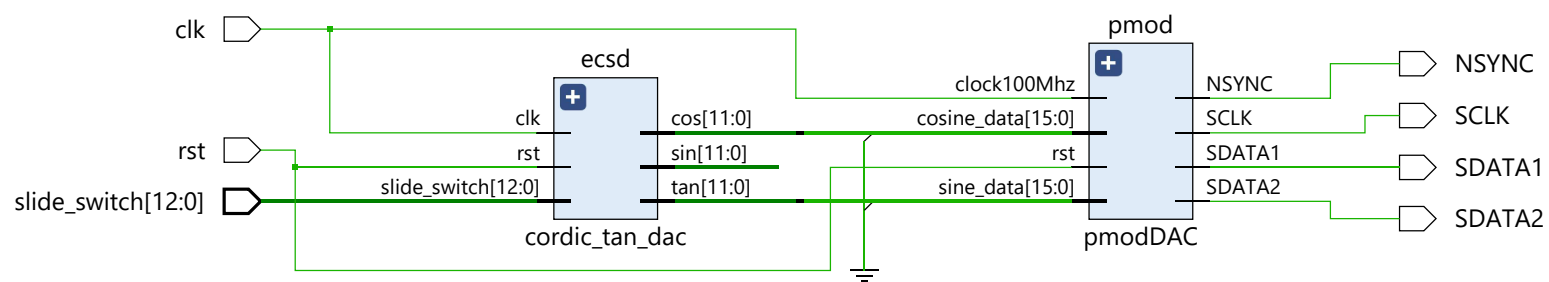 clk
rst
slide_switch[12:0]
ecsd
clk
rst
slide_switch[12:0]
cos[11:0]
sin[11:0]
tan[11:0]
cordic_tan_dac
pmod
clock100Mhz
cosine_data[15:0]
rst
sine_data[15:0]
NSYNC
SCLK
SDATA1
SDATA2
pmodDAC
NSYNC
SCLK
SDATA1
SDATA2